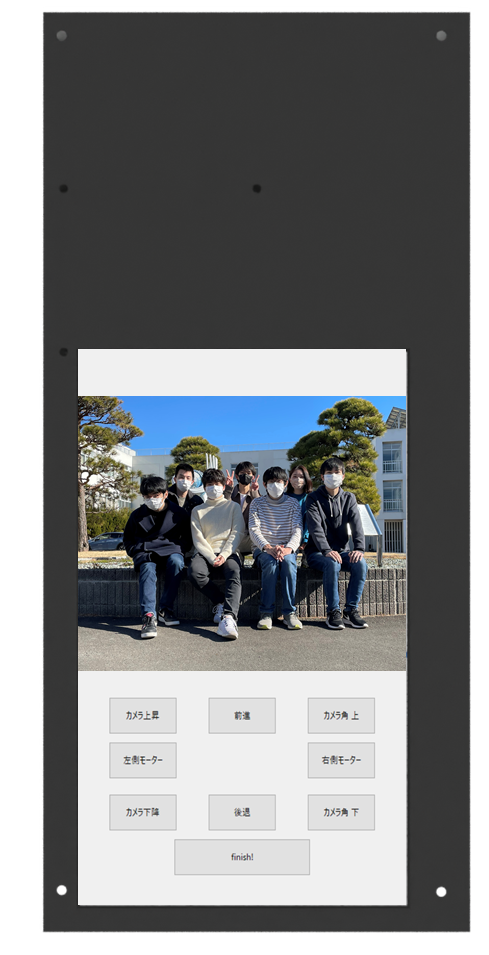 カメラ上昇
前進
カメラ角 上
左側モーター
右側モーター
カメラ下降
後退
カメラ角 下
finish!